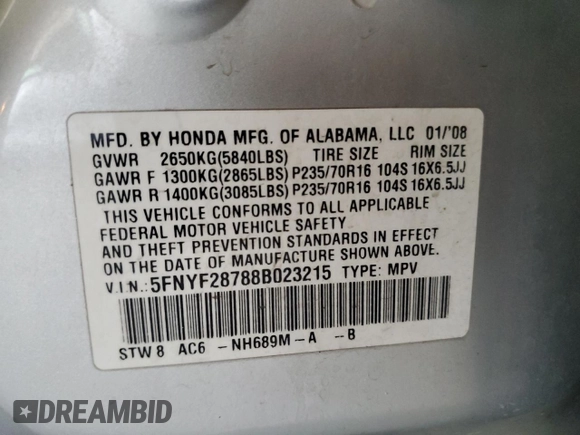 MFD. BY HONDA MFG. OF ALABAMA, LLC 01/'08
GVWR 2650KG(5840LBS) TIRE SIZE RIM SIZE
GAWR F 1300KG(2865LBS) P235/70R16 104S 16X6.5JJ
GAWR R 1400KG(3085LBS) P235/70R16 104S 16X6.5JJ
THIS VEHICLE CONFORMS TO ALL APPLICABLE
FEDERAL MOTOR VEHICLE SAFETY
AND THEFT PREVENTION STANDARDS IN EFFECT
ON THE DATE OF MANUFACTURE SHOWN ABOVE.
V.I.N.: 5FNYF28788B023215 TYPE: MPV
STW8 AC6 -NH689M-A --B
DREAMBID